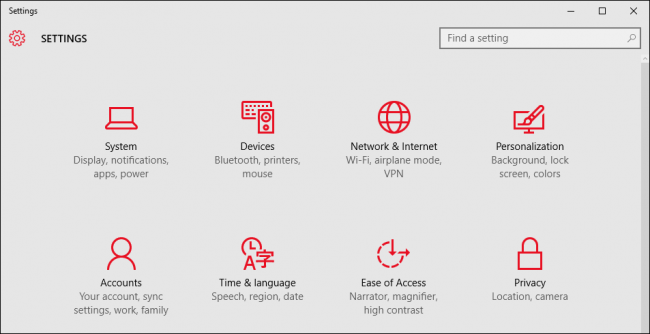 Settings
SETTINGS
Find a setting
System
Display, notifications,
apps, power
Devices
Bluetooth, printers,
mouse
Network & Internet
Wi-Fi, airplane mode,
VPN
Personalization
Background, lock
screen, colors
Accounts
Your account, sync
settings, work, family
A字
Time & language
Speech, region, date
Ease of Access
Narrator, magnifier,
high contrast
Privacy
Location, camera